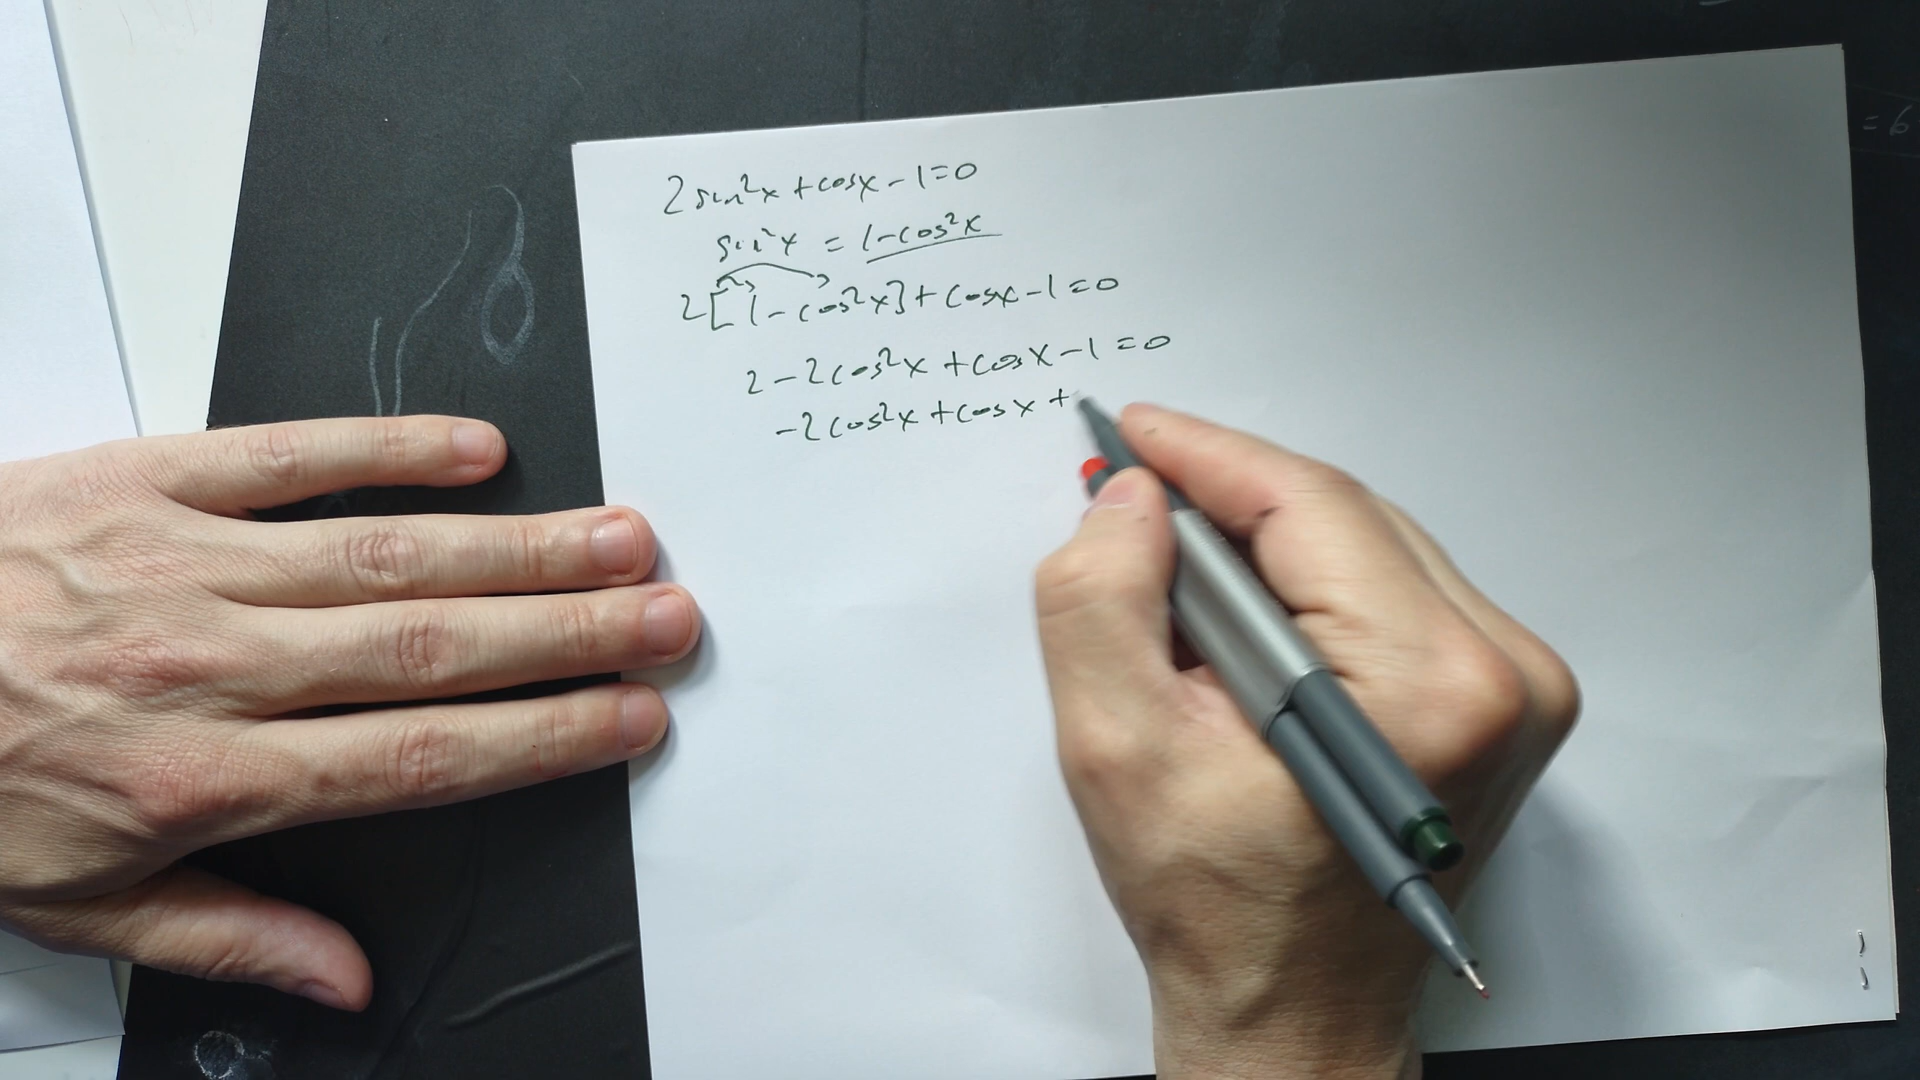 2sin²x + cosx - 1 = 0
sin²x = 1 - cos²x
2[1 - cos²x] + cosx - 1 = 0
2 - 2cos²x + cosx - 1 = 0
-2cos²x + cosx +
= 6